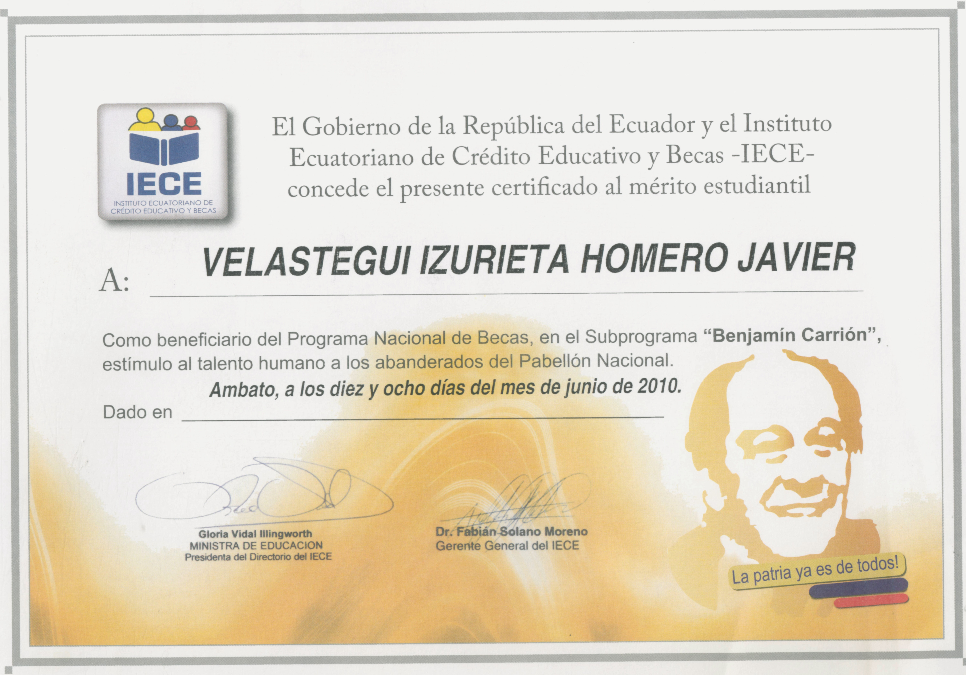 IECE
INSTITUTO ECUATORIANO DE
CRÉDITO EDUCATIVO Y BECAS
El Gobierno de la República del Ecuador y el Instituto
Ecuatoriano de Crédito Educativo y Becas -IECE-
concede el presente certificado al mérito estudiantil
A: VELASTEGUI IZURIETA HOMERO JAVIER
Como beneficiario del Programa Nacional de Becas, en el Subprograma “Benjamín Carrión”,
estímulo al talento humano a los abanderados del Pabellón Nacional.
Dado en Ambato, a los diez y ocho días del mes de junio de 2010.
Gloria Vidal Illingworth
MINISTRA DE EDUCACION
Presidenta del Directorio del IECE
Dr. Fabián Solano Moreno
Gerente General del IECE
La patria ya es de todos!